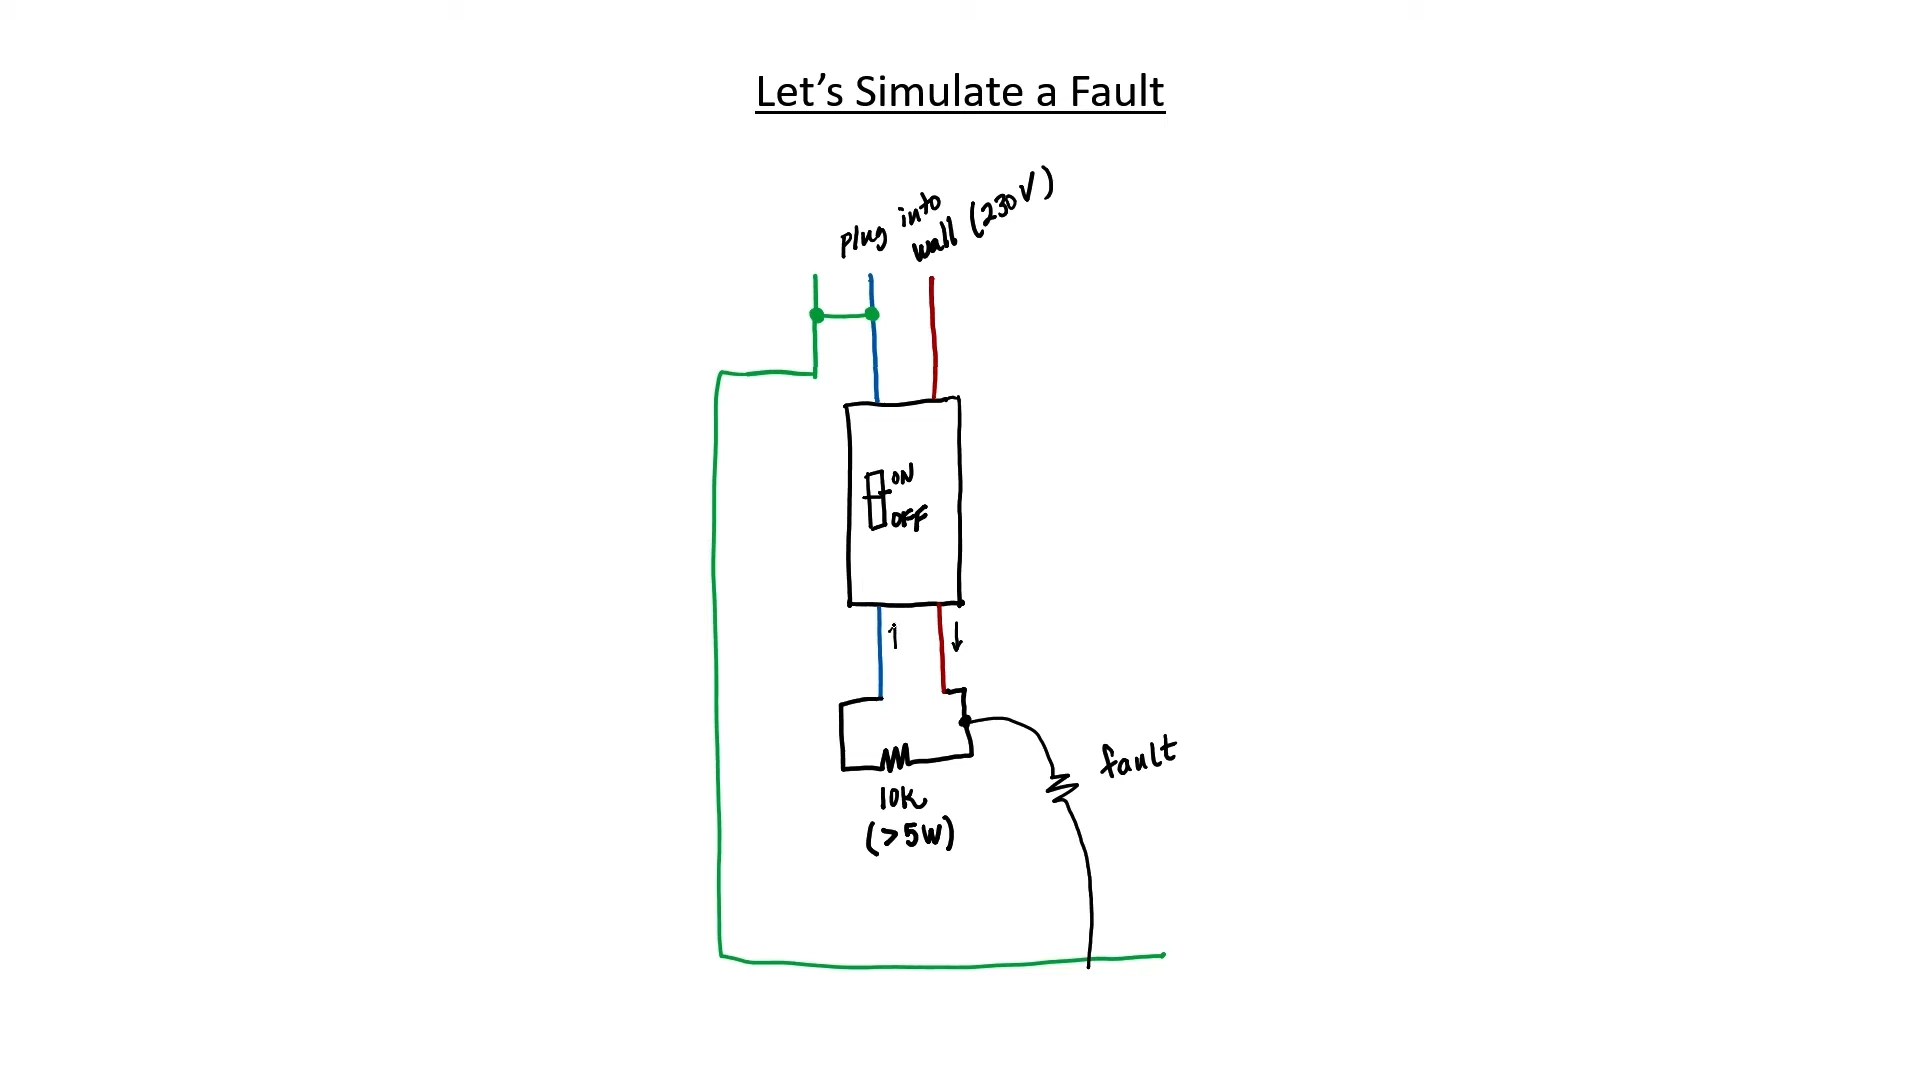 Let’s Simulate a Fault
plug into
wall (230V)
ON
OFF
fault
10K
(>5W)